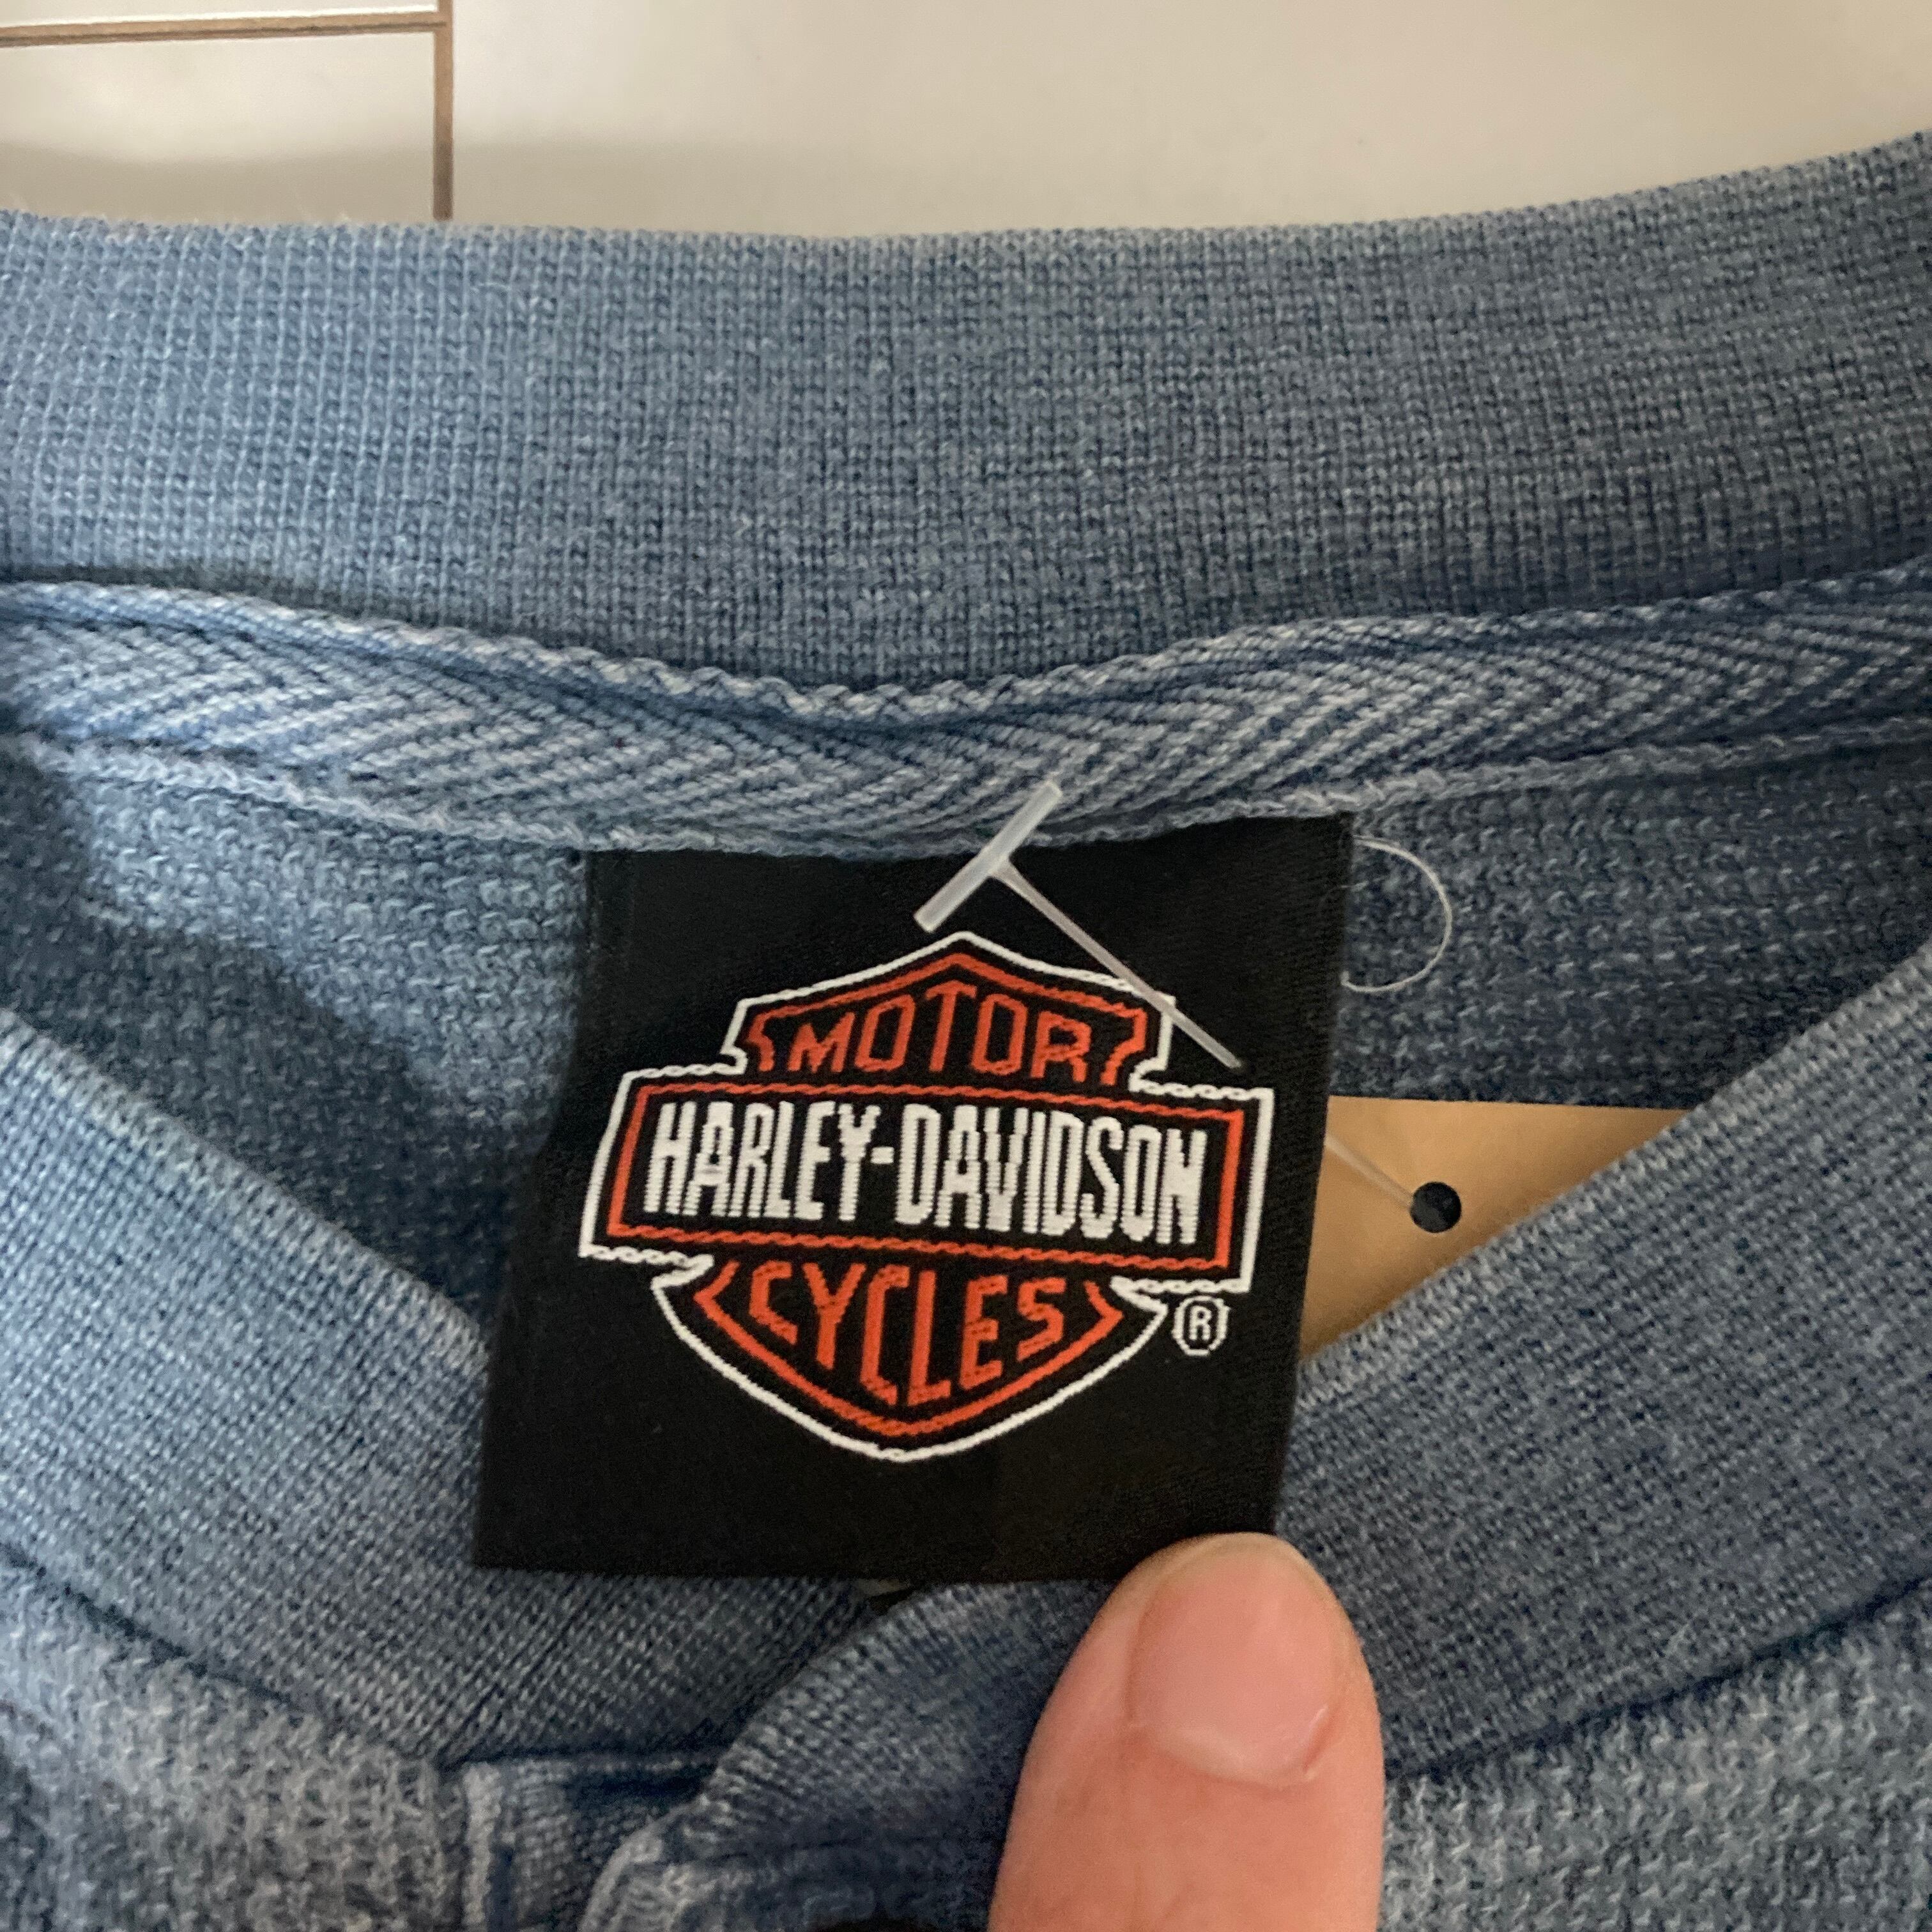 MOTOR
HARLEY-DAVIDSON
CYCLES
®